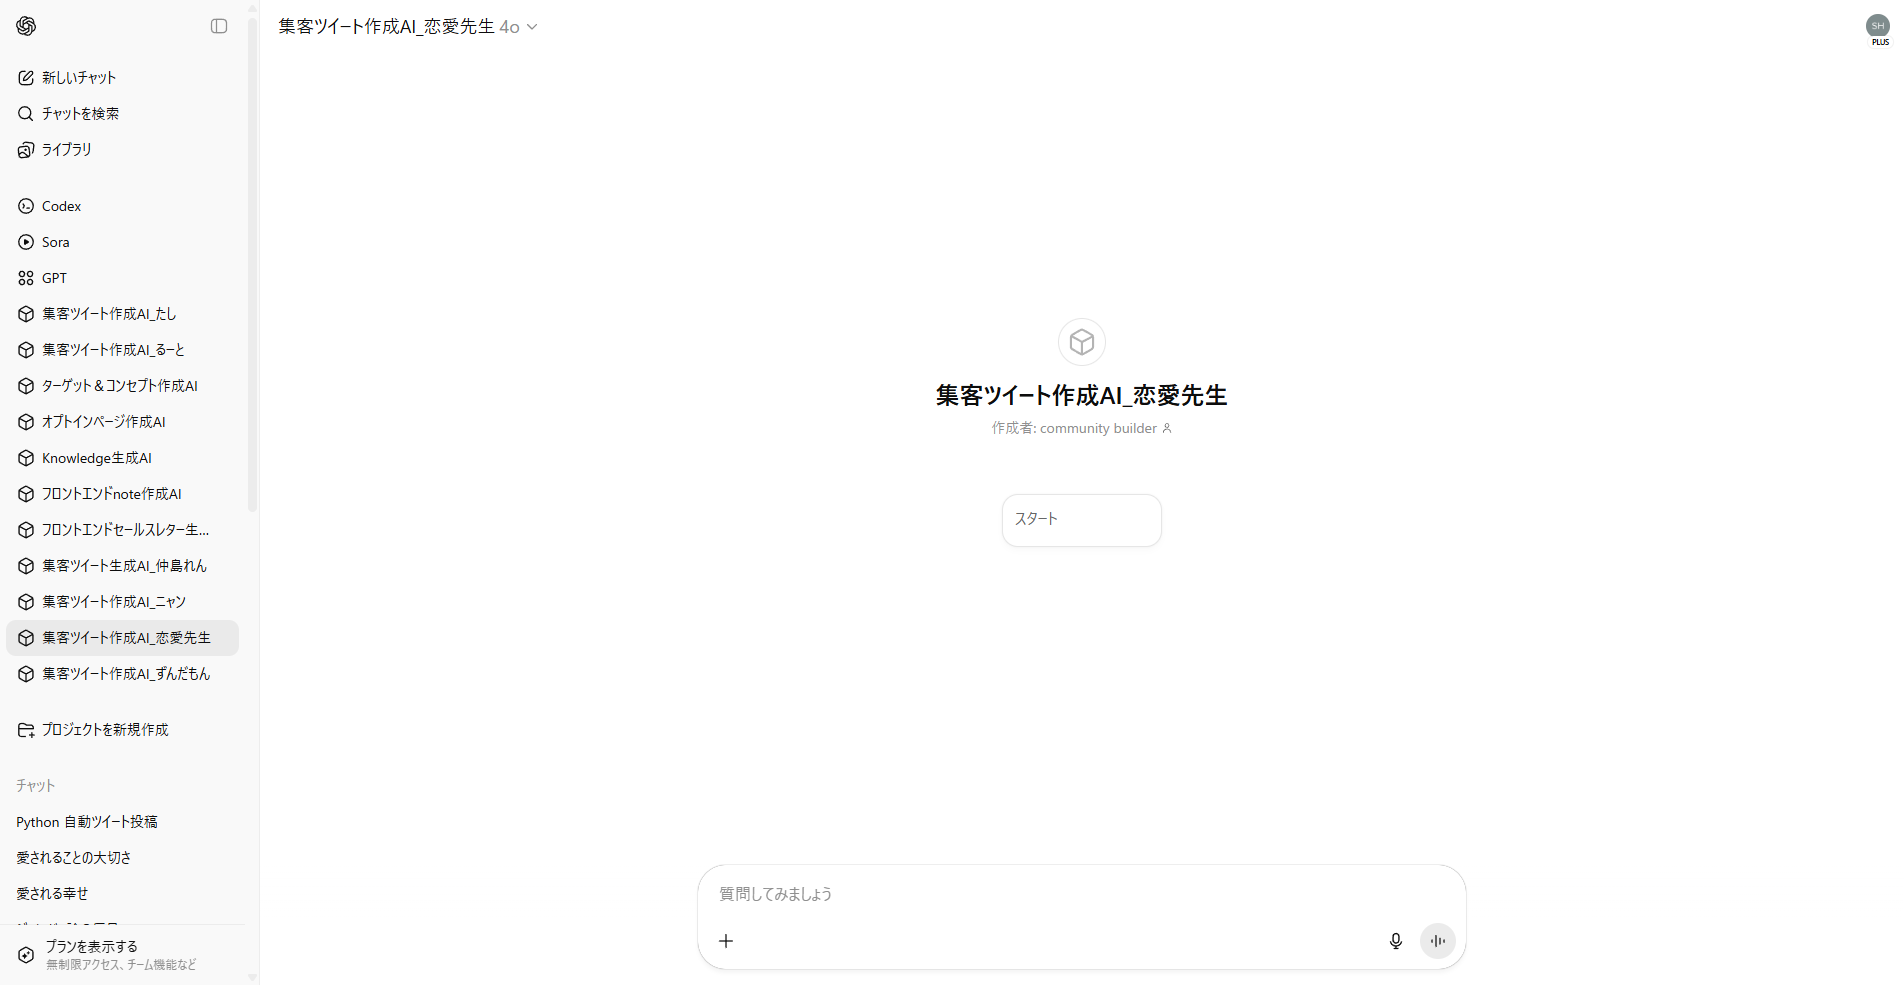 集客ツイート作成AI_恋愛先生 4o
SH
PLUS
新しいチャット
チャットを検索
ライブラリ
Codex
Sora
GPT
集客ツイート作成AI_たし
集客ツイート作成AI_るーと
ターゲット＆コンセプト作成AI
オプトインページ作成AI
Knowledge生成AI
フロントエンドnote作成AI
フロントエンドセールスレター生...
集客ツイート生成AI_仲島れん
集客ツイート作成AI_ニャン
集客ツイート作成AI_恋愛先生
集客ツイート作成AI_ずんだもん
プロジェクトを新規作成
チャット
Python 自動ツイート投稿
愛されることの大切さ
愛される幸せ
プランを表示する
無制限アクセス、チーム機能など
集客ツイート作成AI_恋愛先生
作成者: community builder
スタート
質問してみましょう